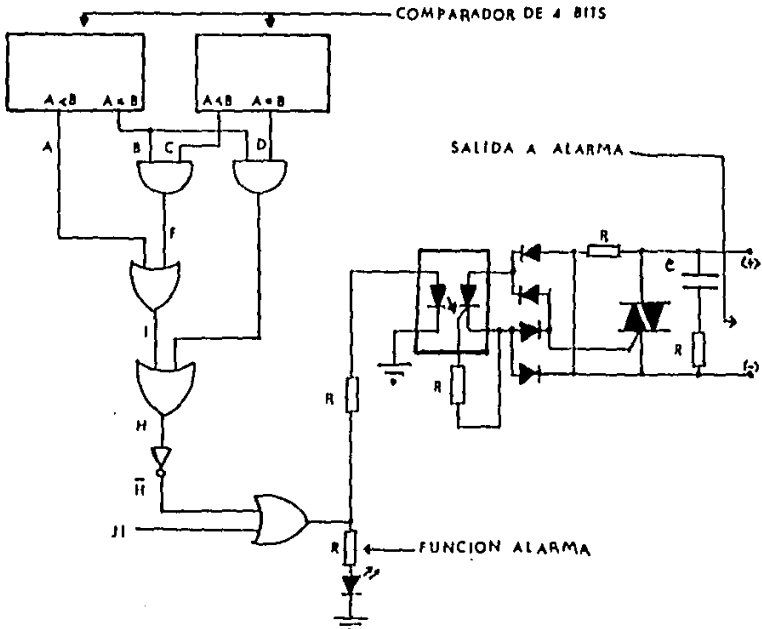 COMPARADOR DE 4 BITS
A<B A=B A<B A=B
A B C D
SALIDA A ALARMA
F
R
C
(+)
I
R
R
(-)
R
H
H̅
J1
R
FUNCION ALARMA